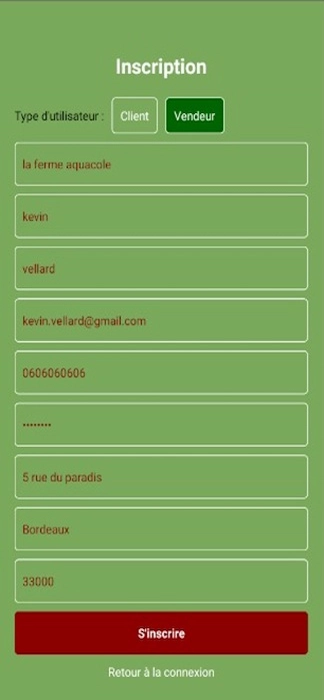 Inscription
Type d'utilisateur : Client Vendeur
la ferme aquacole
kevin
vellard
kevin.vellard@gmail.com
0606060606
••••••••
5 rue du paradis
Bordeaux
33000
S'inscrire
Retour à la connexion